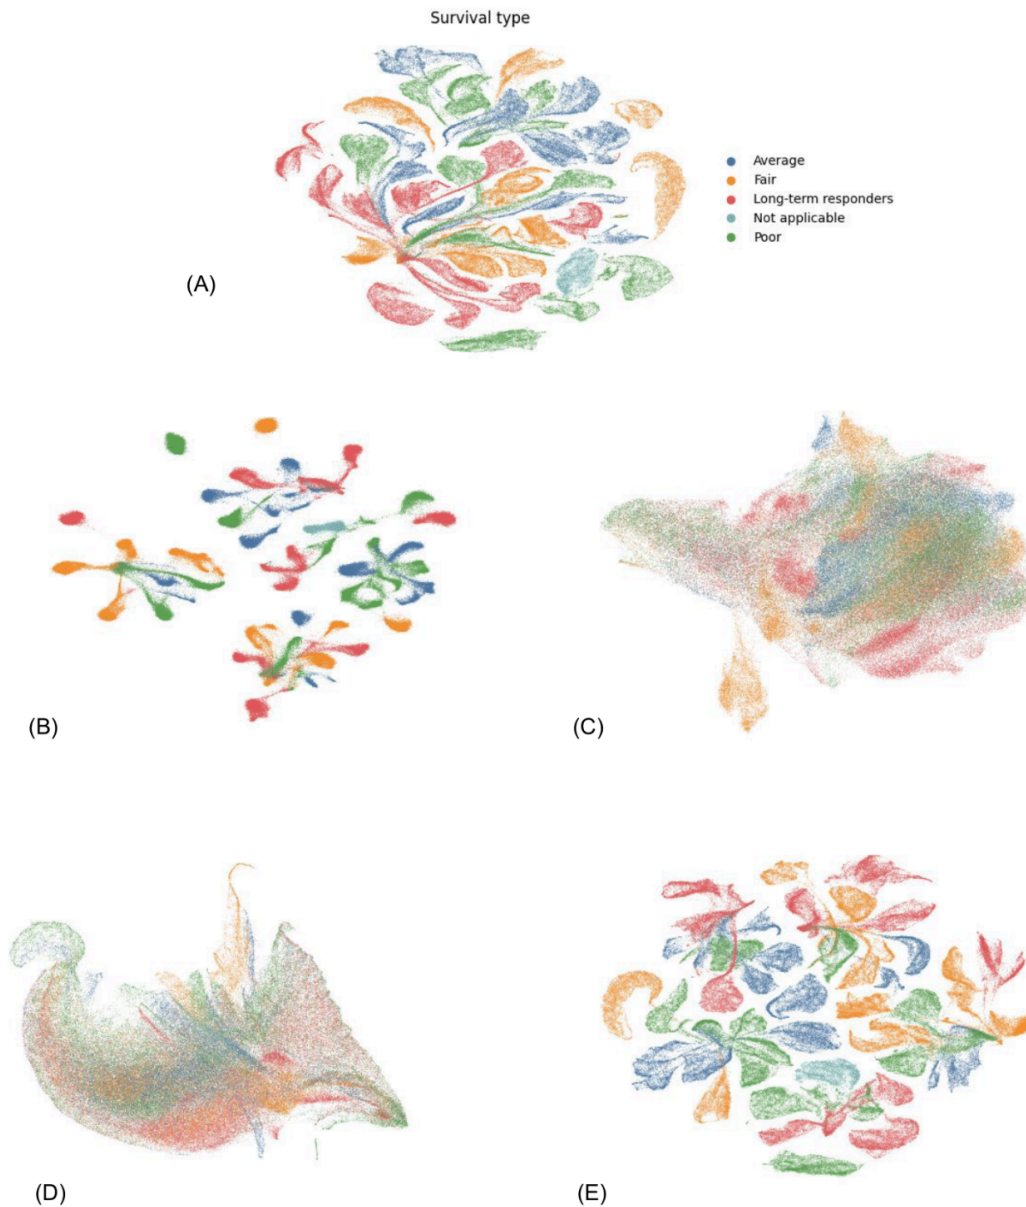 Survival type
Average
Fair
Long-term responders
Not applicable
Poor
(A)
(B)
(C)
(D)
(E)